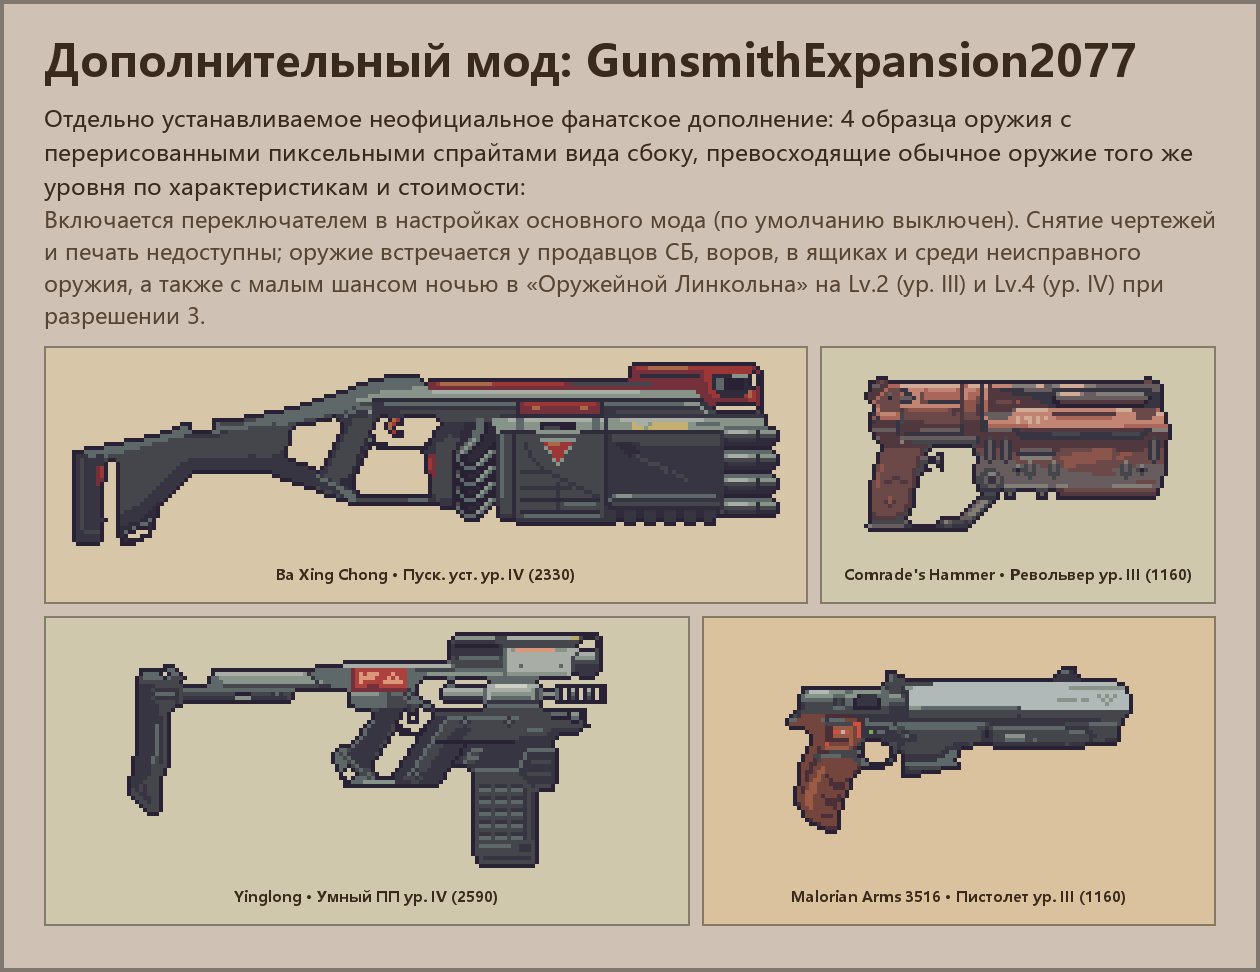 Дополнительный мод: GunsmithExpansion2077
Отдельно устанавливаемое неофициальное фанатское дополнение: 4 образца оружия с
перерисованными пиксельными спрайтами вида сбоку, превосходящие обычное оружие того же
уровня по характеристикам и стоимости:
Включается переключателем в настройках основного мода (по умолчанию выключен). Снятие чертежей
и печать недоступны; оружие встречается у продавцов СБ, воров, в ящиках и среди неисправного
оружия, а также с малым шансом ночью в «Оружейной Линкольна» на Lv.2 (ур. III) и Lv.4 (ур. IV) при
разрешении 3.
Ba Xing Chong • Пуск. уст. ур. IV (2330)
Comrade's Hammer • Револьвер ур. III (1160)
Yinglong • Умный ПП ур. IV (2590)
Malorian Arms 3516 • Пистолет ур. III (1160)